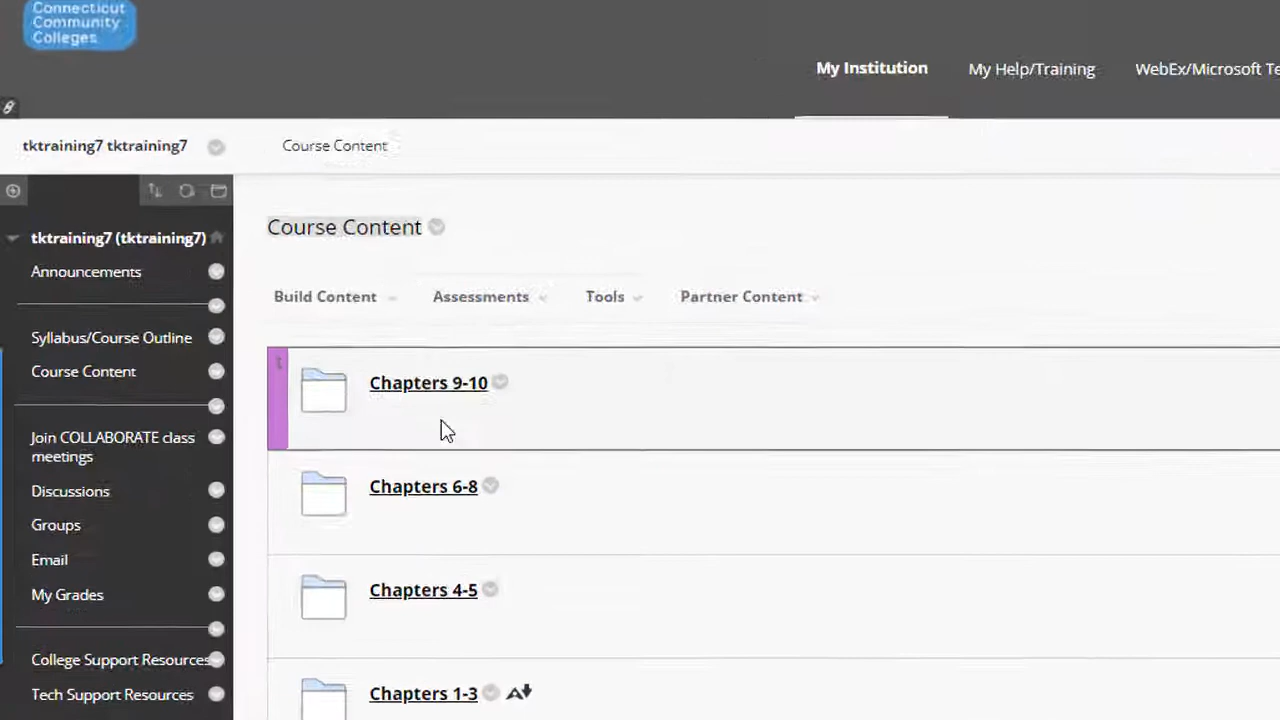 Connecticut
Community
Colleges
My Institution
My Help/Training
WebEx/Microsoft Te
tktraining7 tktraining7
Course Content
tktraining7 (tktraining7)
Announcements
Syllabus/Course Outline
Course Content
Join COLLABORATE class
meetings
Discussions
Groups
Email
My Grades
College Support Resources
Tech Support Resources
Course Content
Build Content
Assessments
Tools
Partner Content
Chapters 9-10
Chapters 6-8
Chapters 4-5
Chapters 1-3